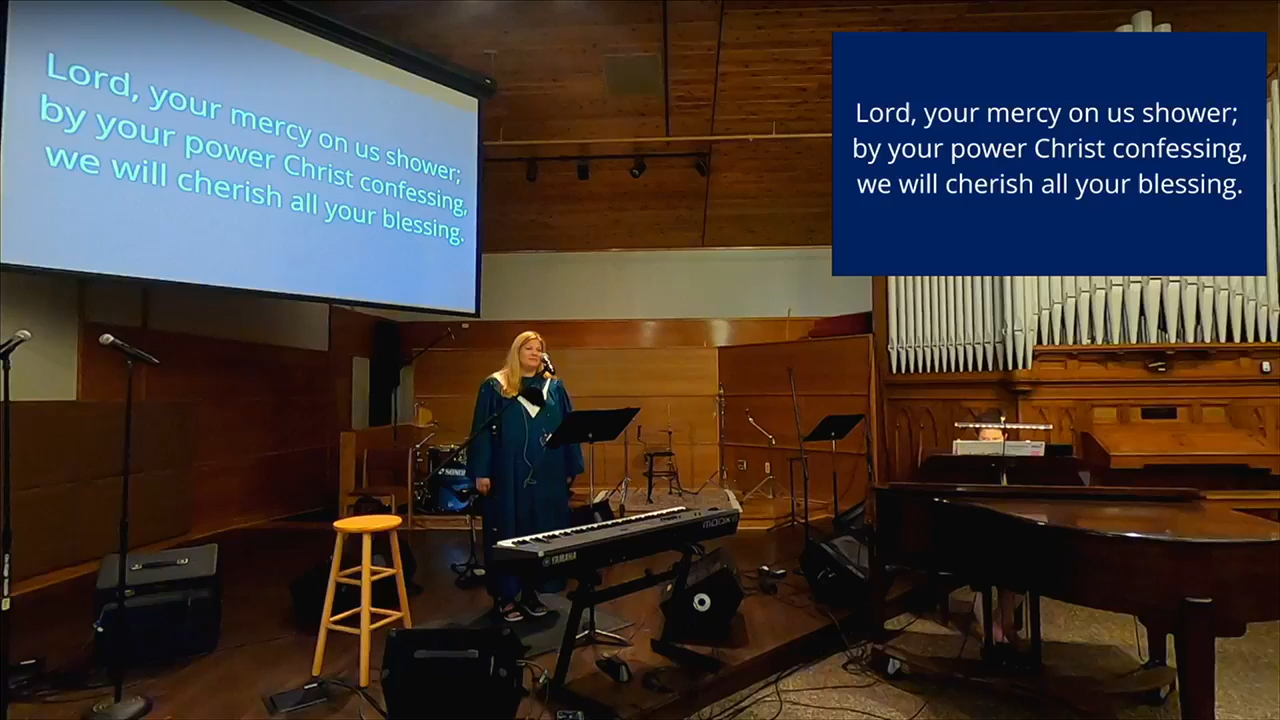 Lord, your mercy on us shower;
by your power Christ confessing,
we will cherish all your blessing.
Lord, your mercy on us shower;
by your power Christ confessing,
we will cherish all your blessing.
SONOR
YAMAHA